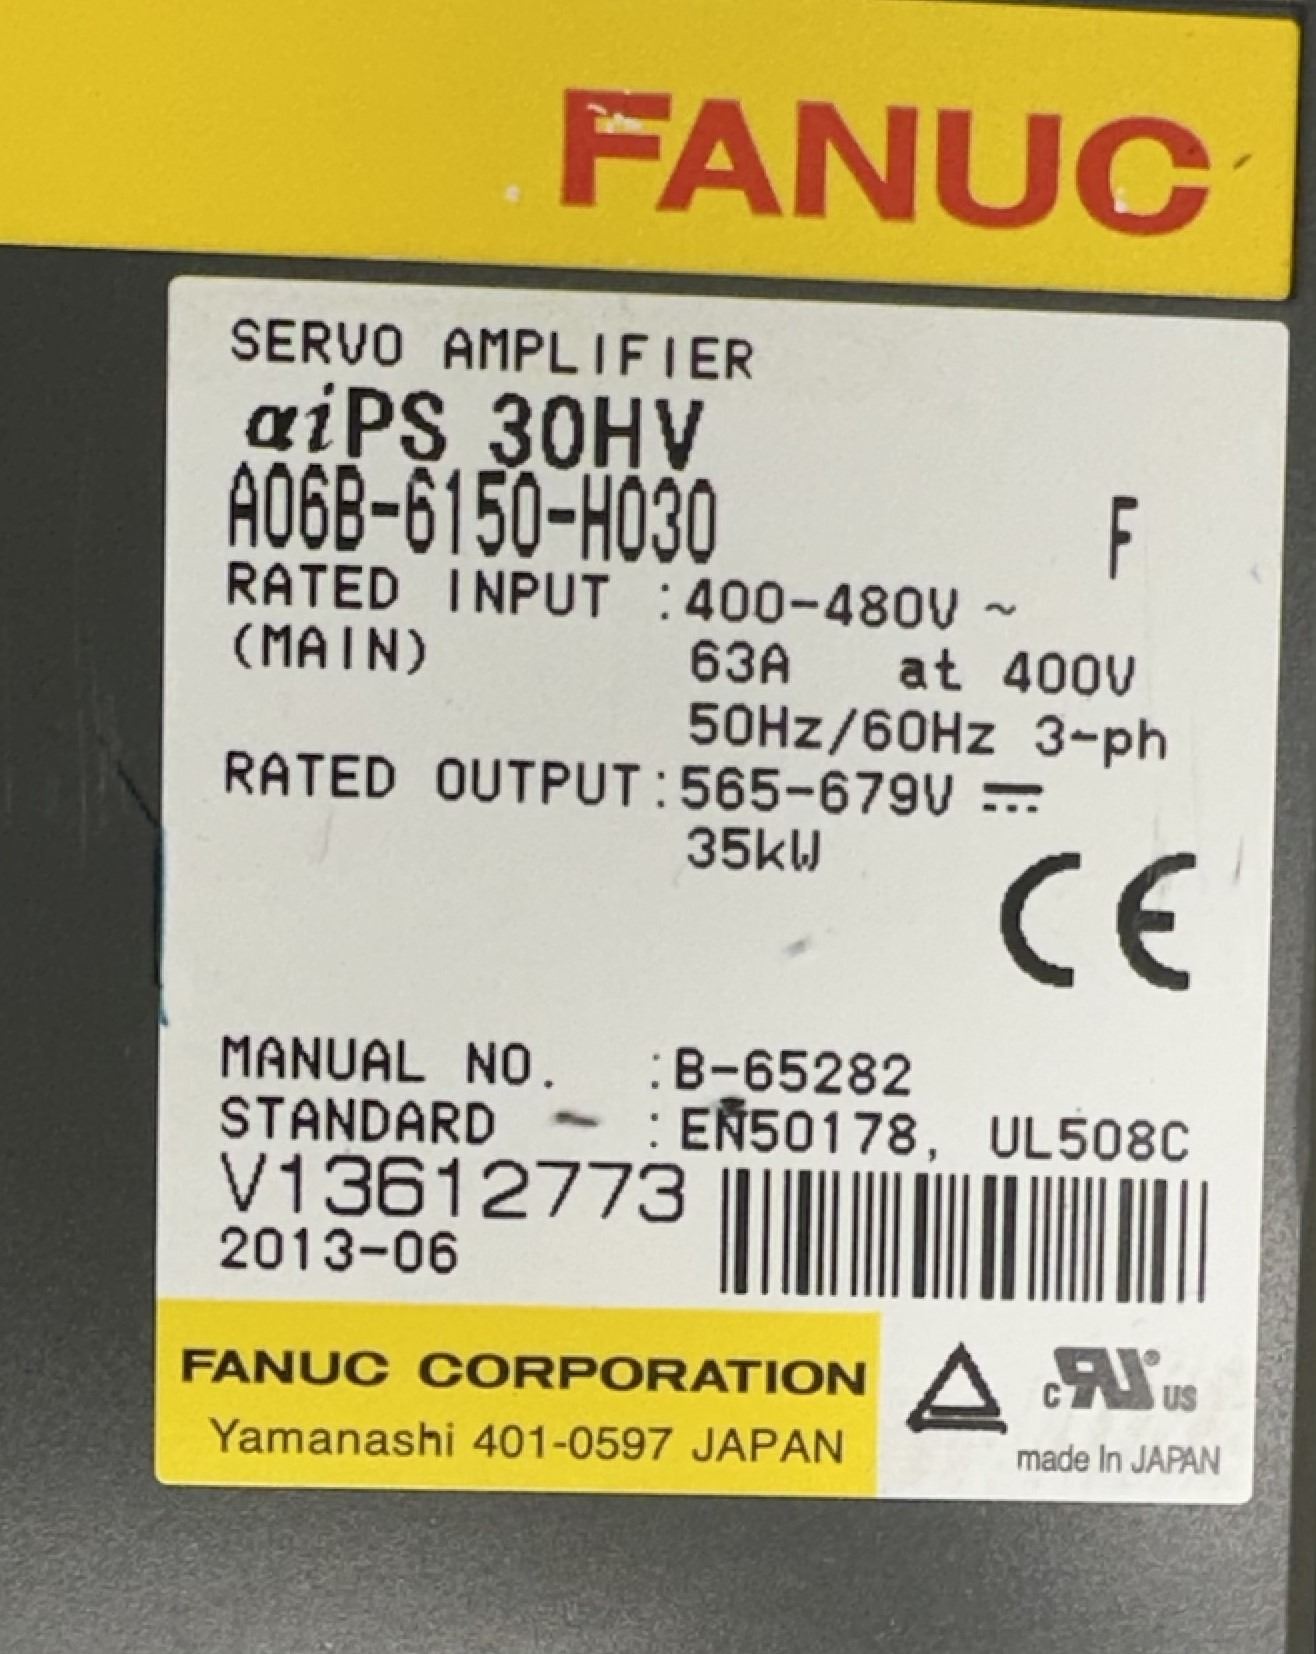 FANUC
SERVO AMPLIFIER
αiPS 30HV
A06B-6150-H030 F
RATED INPUT :400-480V ~
(MAIN) 63A at 400V
50Hz/60Hz 3-ph
RATED OUTPUT:565-679V ⎓
35kW
CE
MANUAL NO. :B-65282
STANDARD :EN50178, UL508C
V13612773
2013-06
FANUC CORPORATION
Yamanashi 401-0597 JAPAN
c RU® US
made In JAPAN